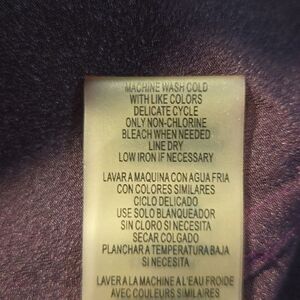 MACHINE WASH COLD
WITH LIKE COLORS
DELICATE CYCLE
ONLY NON-CHLORINE
BLEACH WHEN NEEDED
LINE DRY
LOW IRON IF NECESSARY
LAVAR A MAQUINA CON AGUA FRIA
CON COLORES SIMILARES
CICLO DELICADO
USE SOLO BLANQUEADOR
SIN CLORO SI NECESITA
SECAR COLGADO
PLANCHAR A TEMPERATURA BAJA
SI NECESITA
LAVER A LA MACHINE A L'EAU FROIDE
AVEC COULEURS SIMILAIRES